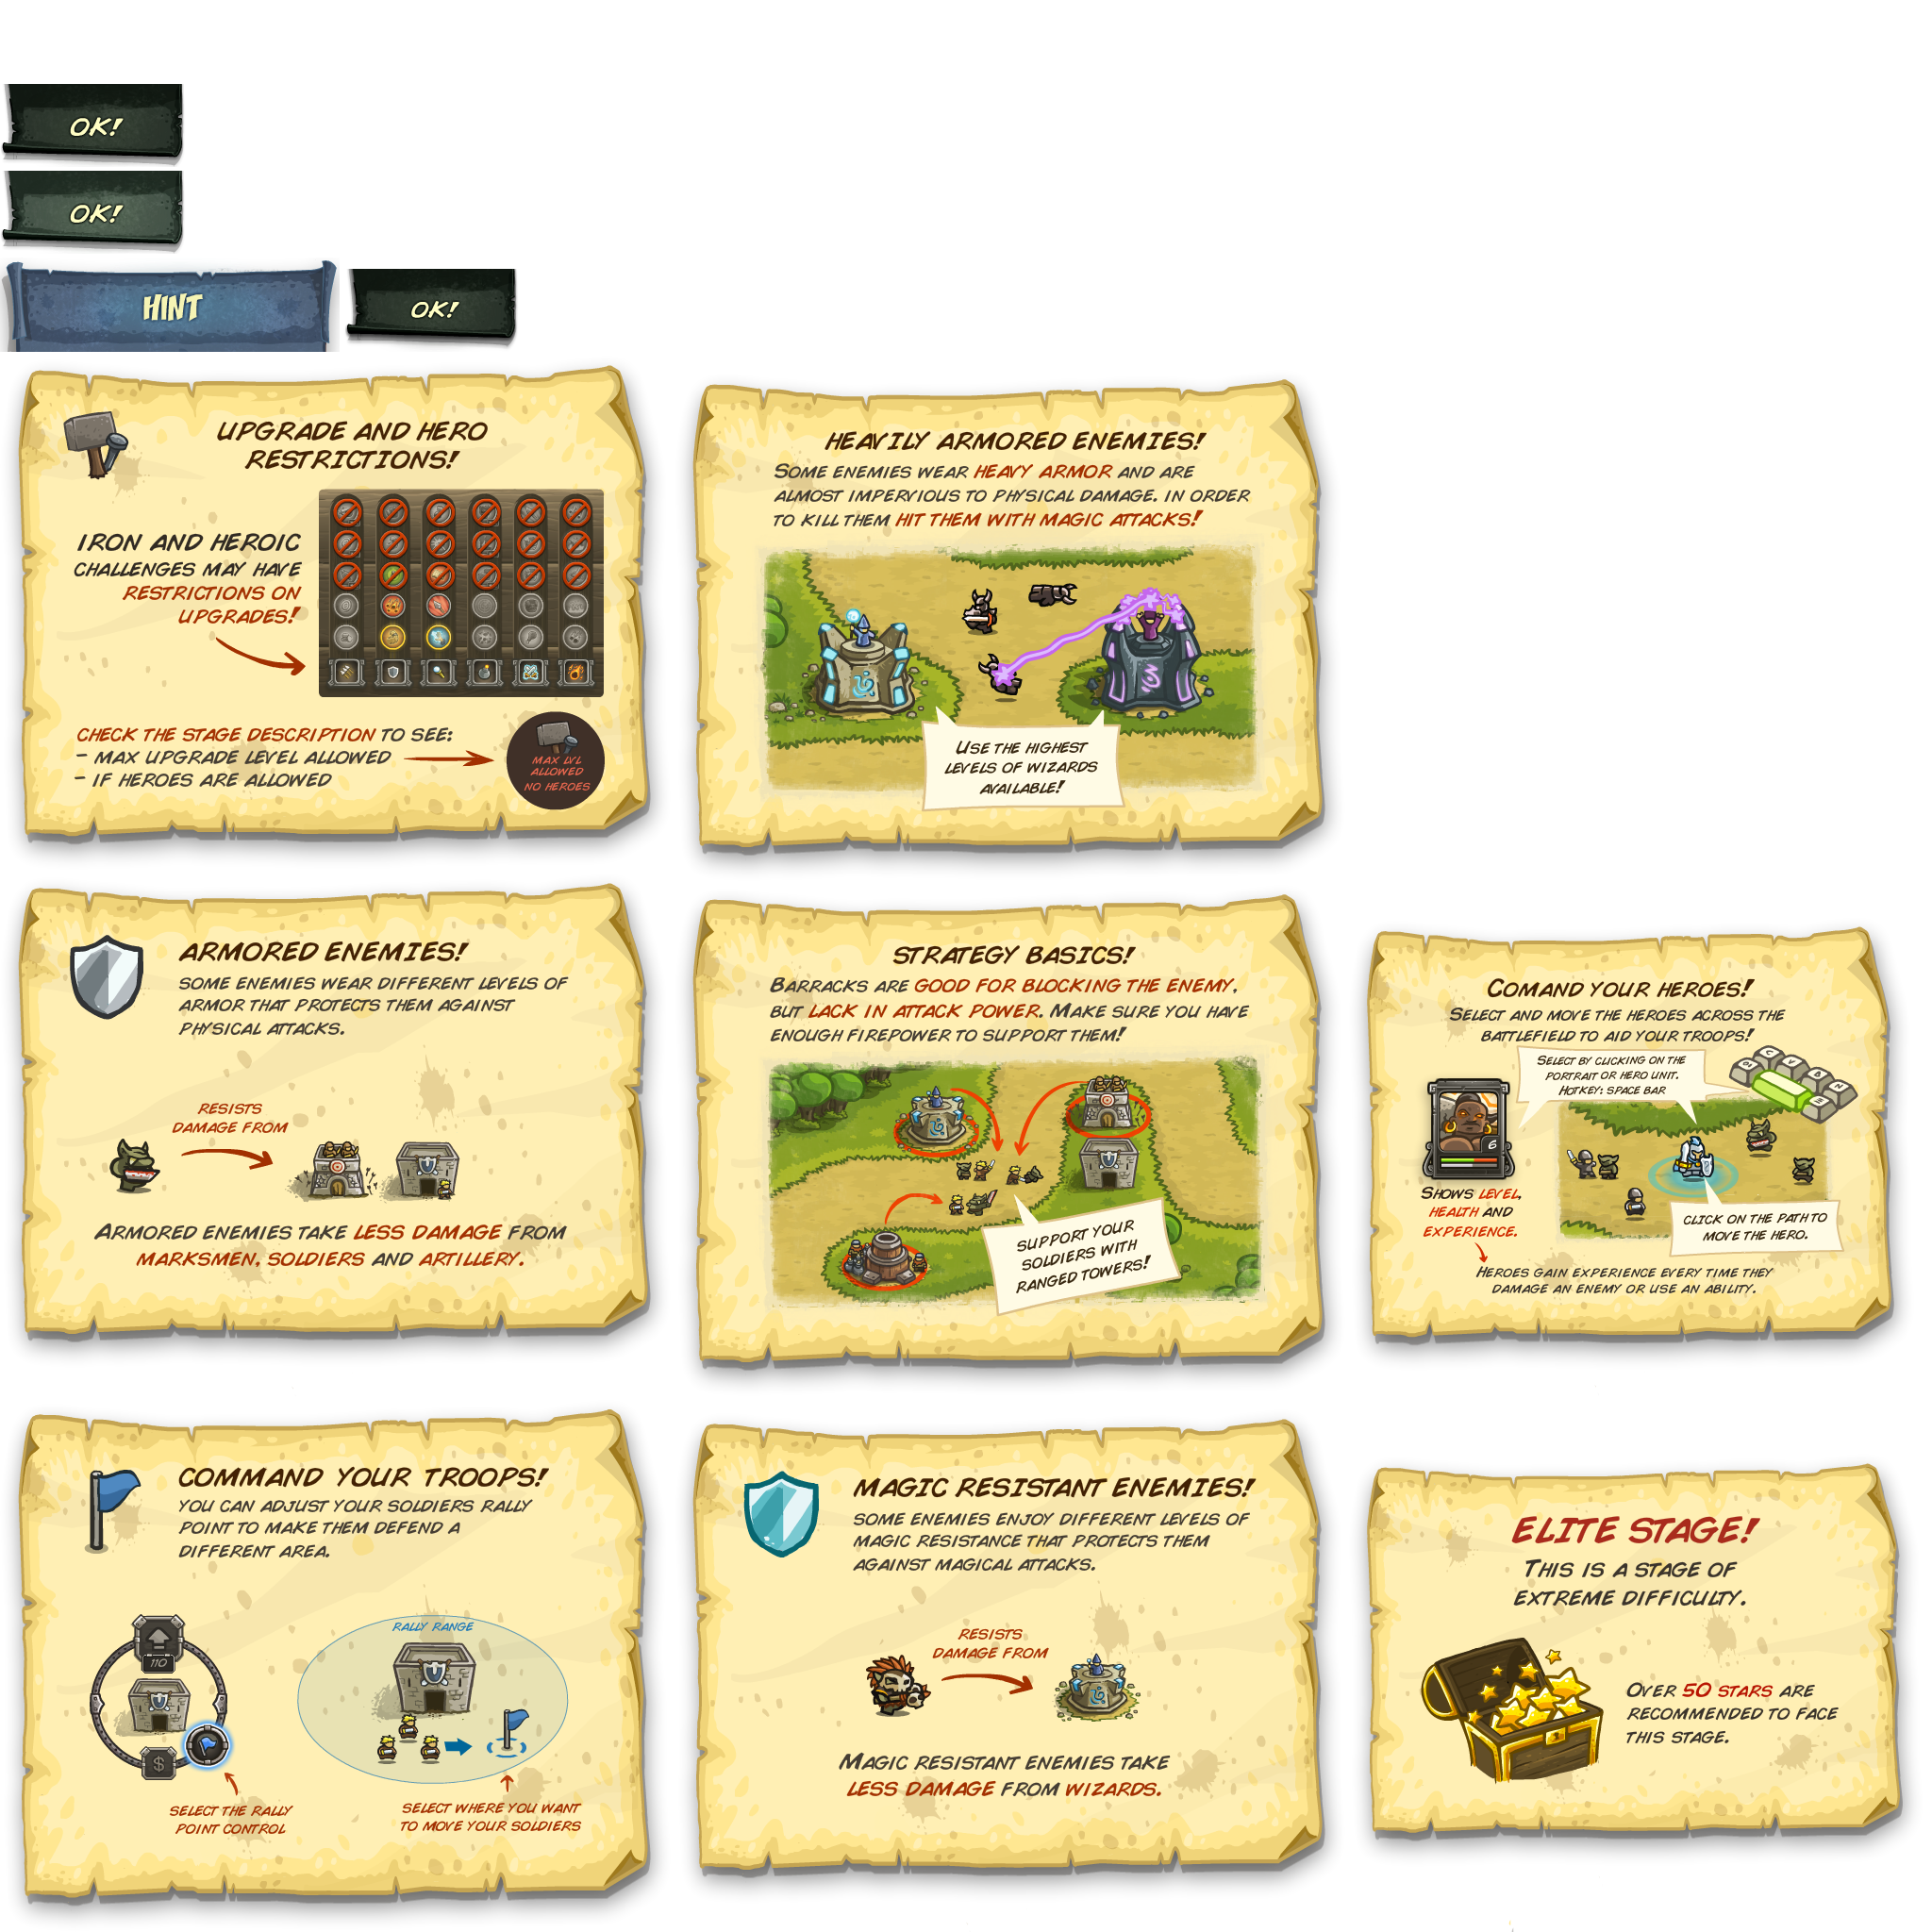 OK!
OK!
HINT
OK!
UPGRADE AND HERO
RESTRICTIONS!
IRON AND HEROIC
CHALLENGES MAY HAVE
RESTRICTIONS ON
UPGRADES!
CHECK THE STAGE DESCRIPTION TO SEE:
- MAX UPGRADE LEVEL ALLOWED
- IF HEROES ARE ALLOWED
MAX LVL
ALLOWED
NO HEROES
HEAVILY ARMORED ENEMIES!
SOME ENEMIES WEAR HEAVY ARMOR AND ARE
ALMOST IMPERVIOUS TO PHYSICAL DAMAGE. IN ORDER
TO KILL THEM HIT THEM WITH MAGIC ATTACKS!
USE THE HIGHEST
LEVELS OF WIZARDS
AVAILABLE!
ARMORED ENEMIES!
SOME ENEMIES WEAR DIFFERENT LEVELS OF
ARMOR THAT PROTECTS THEM AGAINST
PHYSICAL ATTACKS.
RESISTS
DAMAGE FROM
ARMORED ENEMIES TAKE LESS DAMAGE FROM
MARKSMEN, SOLDIERS AND ARTILLERY.
STRATEGY BASICS!
BARRACKS ARE GOOD FOR BLOCKING THE ENEMY,
BUT LACK IN ATTACK POWER. MAKE SURE YOU HAVE
ENOUGH FIREPOWER TO SUPPORT THEM!
SUPPORT YOUR
SOLDIERS WITH
RANGED TOWERS!
COMAND YOUR HEROES!
SELECT AND MOVE THE HEROES ACROSS THE
BATTLEFIELD TO AID YOUR TROOPS!
SELECT BY CLICKING ON THE
PORTRAIT OR HERO UNIT.
HOTKEY: SPACE BAR
C V B N M
6
SHOWS LEVEL,
HEALTH AND
EXPERIENCE.
CLICK ON THE PATH TO
MOVE THE HERO.
HEROES GAIN EXPERIENCE EVERY TIME THEY
DAMAGE AN ENEMY OR USE AN ABILITY.
COMMAND YOUR TROOPS!
YOU CAN ADJUST YOUR SOLDIERS RALLY
POINT TO MAKE THEM DEFEND A
DIFFERENT AREA.
110
$
SELECT THE RALLY
POINT CONTROL
RALLY RANGE
SELECT WHERE YOU WANT
TO MOVE YOUR SOLDIERS
MAGIC RESISTANT ENEMIES!
SOME ENEMIES ENJOY DIFFERENT LEVELS OF
MAGIC RESISTANCE THAT PROTECTS THEM
AGAINST MAGICAL ATTACKS.
RESISTS
DAMAGE FROM
MAGIC RESISTANT ENEMIES TAKE
LESS DAMAGE FROM WIZARDS.
ELITE STAGE!
THIS IS A STAGE OF
EXTREME DIFFICULTY.
OVER 50 STARS ARE
RECOMMENDED TO FACE
THIS STAGE.